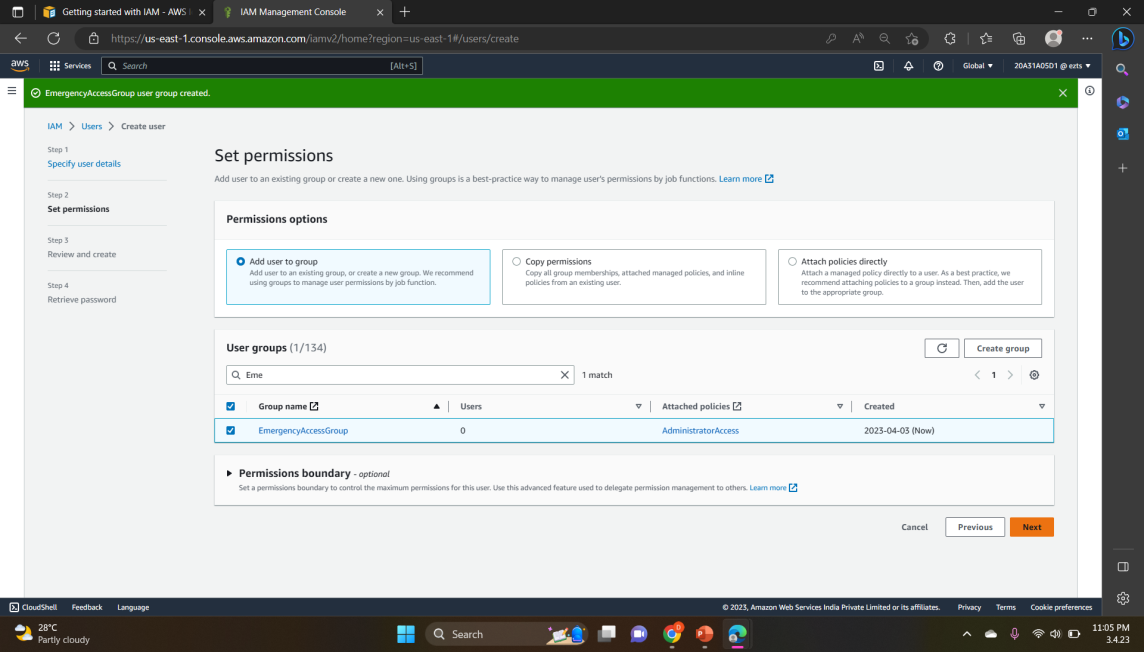 Getting started with IAM - AWS I
IAM Management Console
https://us-east-1.console.aws.amazon.com/iamv2/home?region=us-east-1#/users/create
aws
Services
Search
[Alt+S]
Global
20A31A05D1 @ ezts
EmergencyAccessGroup user group created.
IAM
Users
Create user
Step 1
Specify user details
Step 2
Set permissions
Step 3
Review and create
Step 4
Retrieve password
Set permissions
Add user to an existing group or create a new one. Using groups is a best-practice way to manage user's permissions by job functions. Learn more
Permissions options
Add user to group
Add user to an existing group, or create a new group. We recommend
using groups to manage user permissions by job function.
Copy permissions
Copy all group memberships, attached managed policies, and inline
policies from an existing user.
Attach policies directly
Attach a managed policy directly to a user. As a best practice, we
recommend attaching policies to a group instead. Then, add the user
to the appropriate group.
User groups (1/134)
Create group
Eme
1 match
1
Group name
Users
Attached policies
Created
EmergencyAccessGroup
0
AdministratorAccess
2023-04-03 (Now)
Permissions boundary - optional
Set a permissions boundary to control the maximum permissions for this user. Use this advanced feature used to delegate permission management to others. Learn more
Cancel
Previous
Next
CloudShell
Feedback
Language
© 2023, Amazon Web Services India Private Limited or its affiliates.
Privacy
Terms
Cookie preferences
28°C
Partly cloudy
Search
11:05 PM
3.4.23